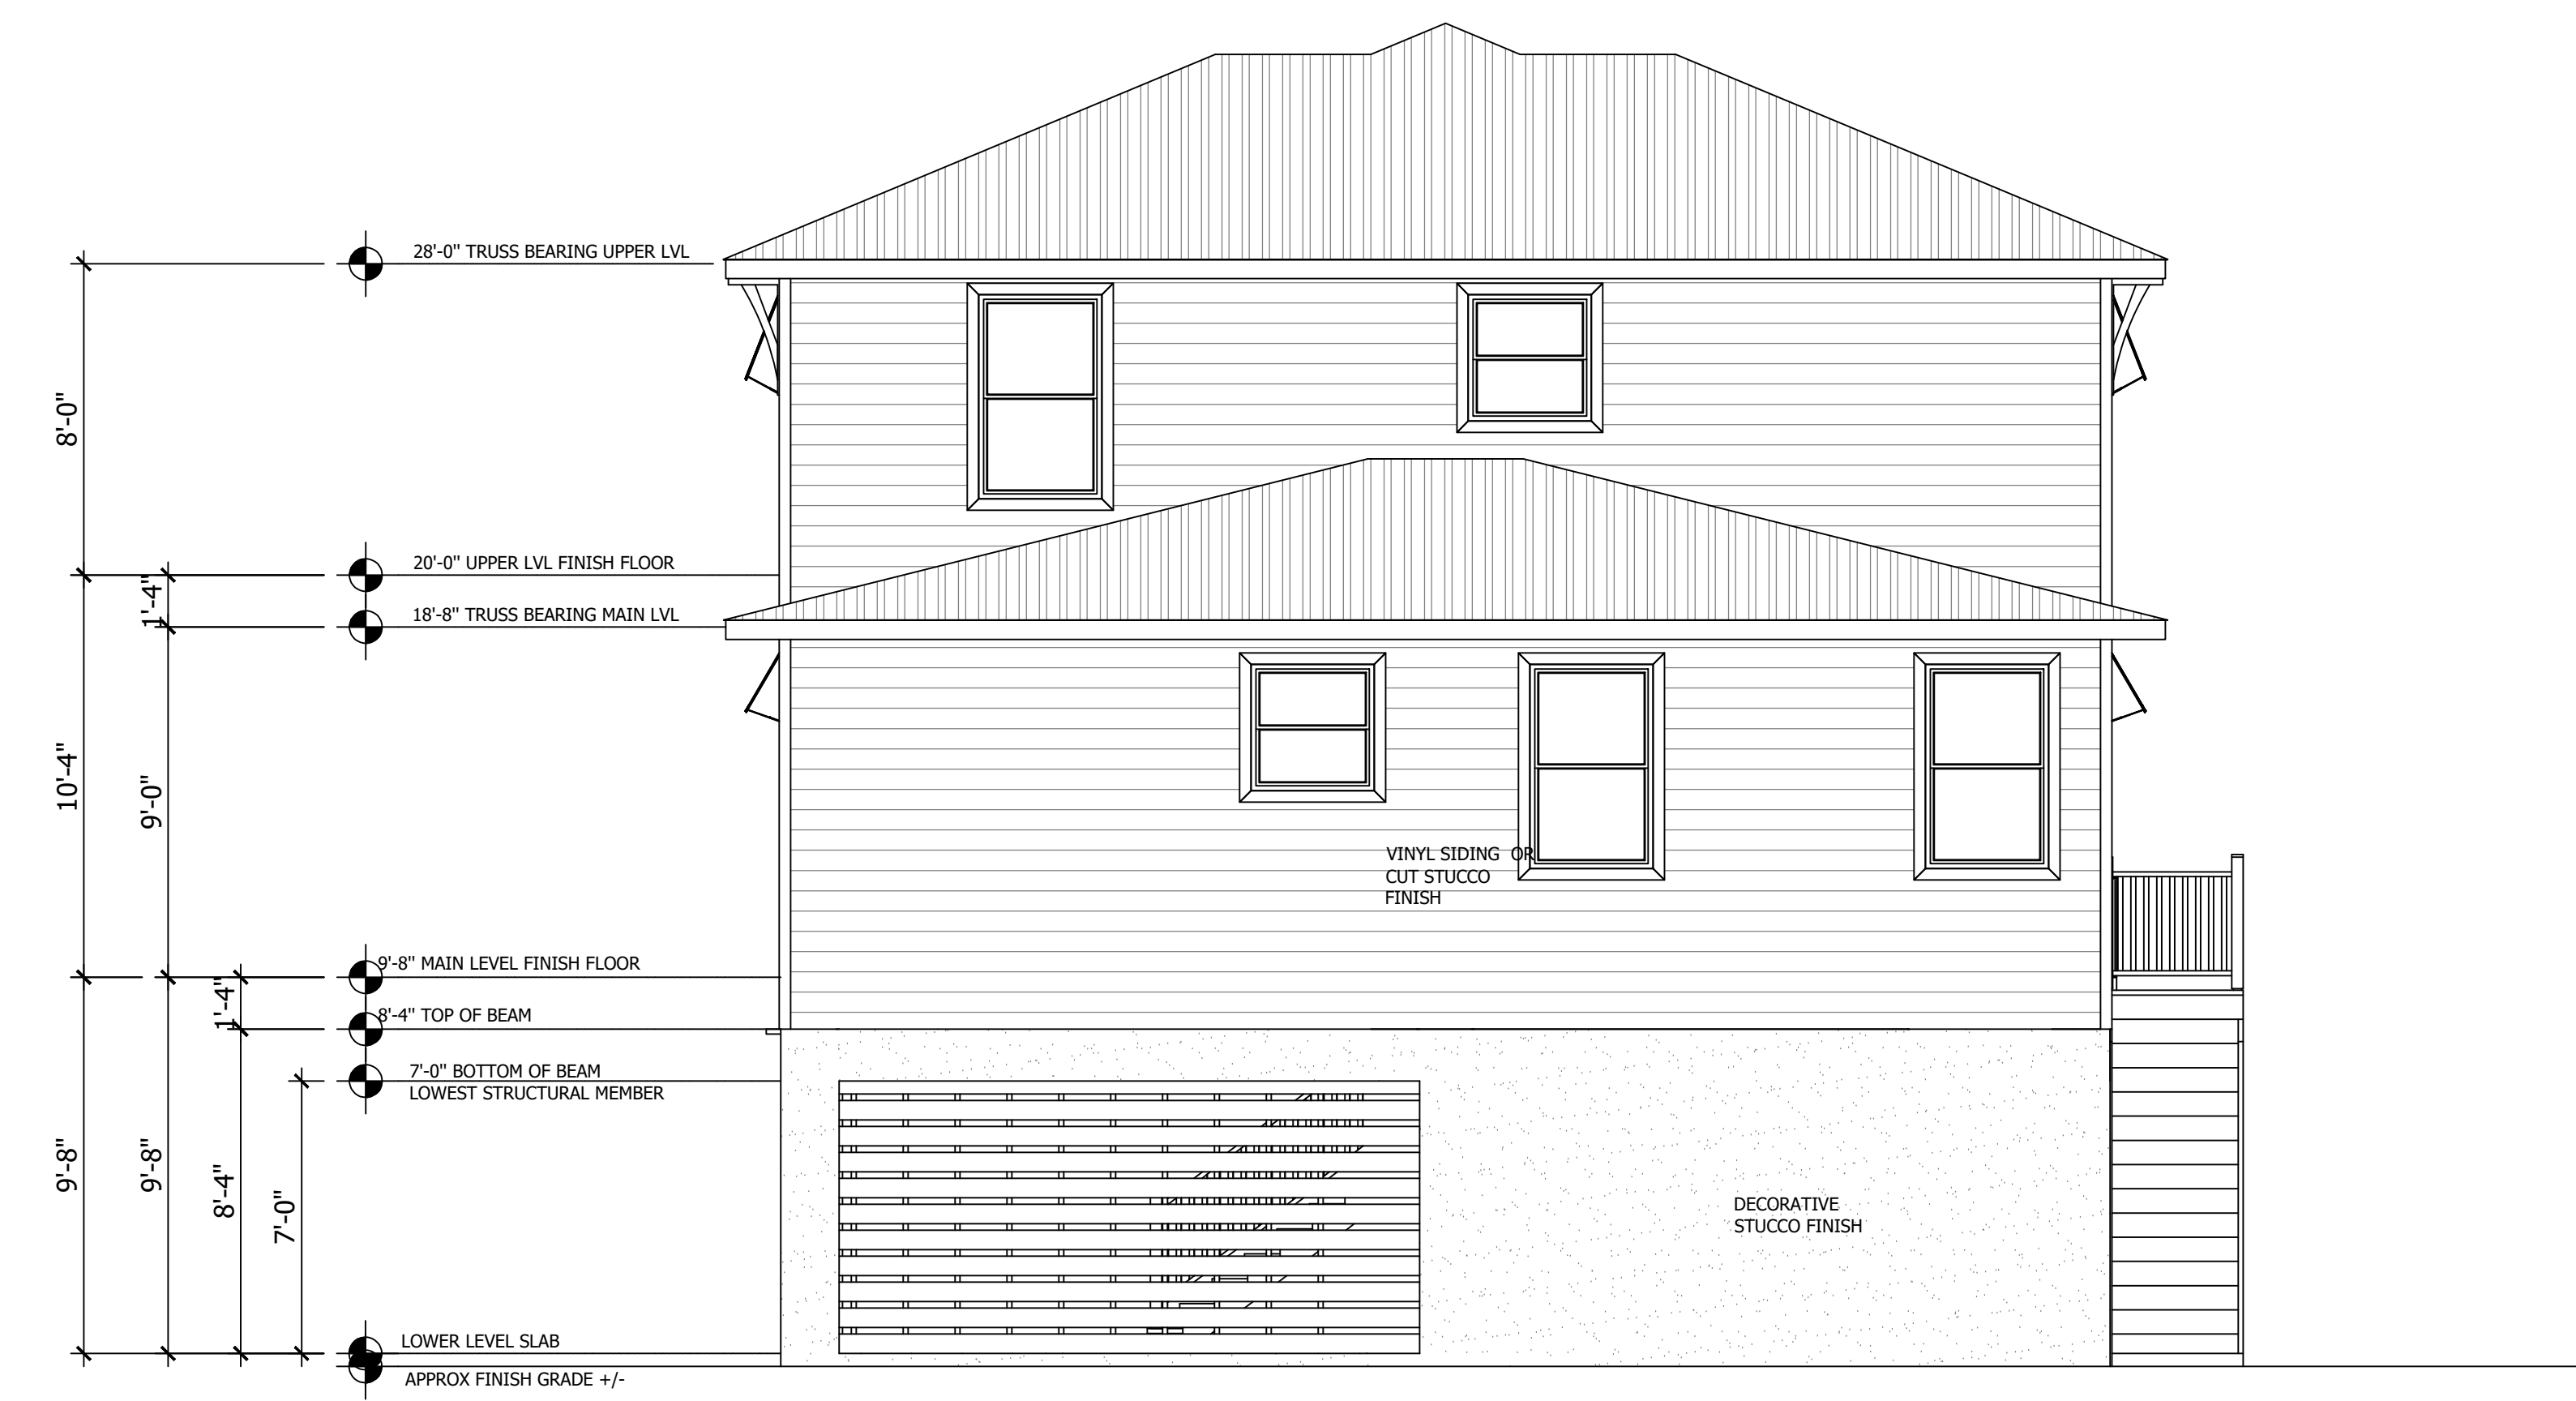 28'-0" TRUSS BEARING UPPER LVL
8'-0"
20'-0" UPPER LVL FINISH FLOOR
1'-4"
18'-8" TRUSS BEARING MAIN LVL
10'-4"
9'-0"
VINYL SIDING OR
CUT STUCCO
FINISH
9'-8" MAIN LEVEL FINISH FLOOR
1'-4"
8'-4" TOP OF BEAM
7'-0" BOTTOM OF BEAM
LOWEST STRUCTURAL MEMBER
9'-8"
9'-8"
8'-4"
7'-0"
DECORATIVE
STUCCO FINISH
LOWER LEVEL SLAB
APPROX FINISH GRADE +/-